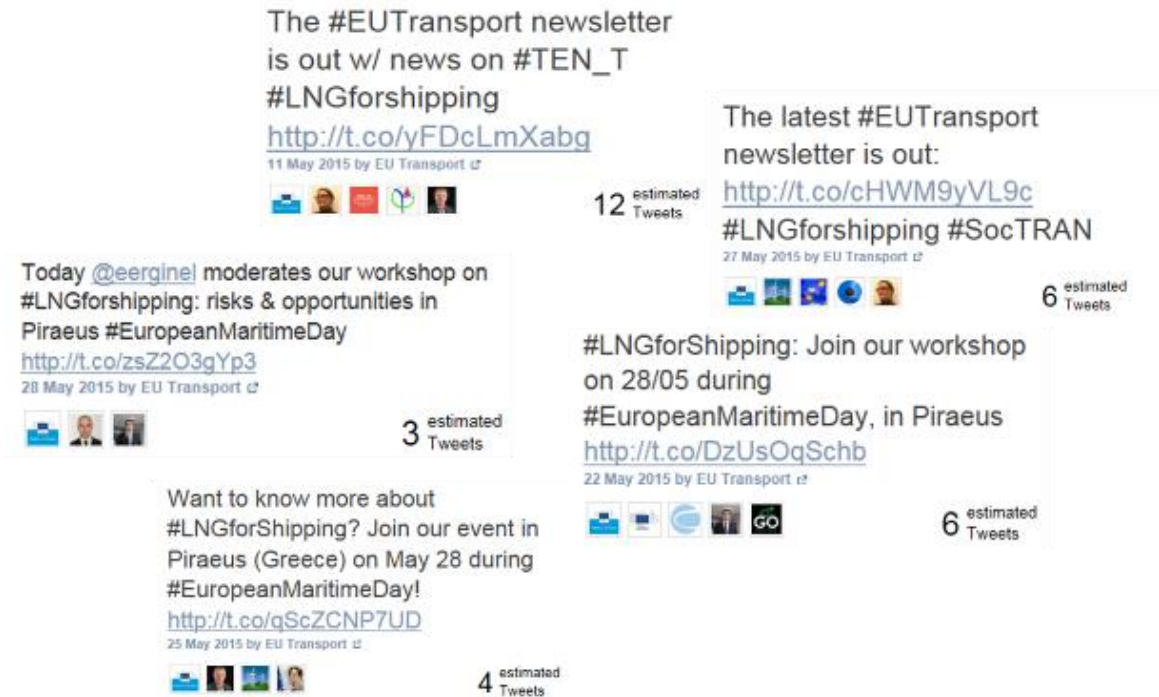 The #EUTransport newsletter
is out w/ news on #TEN_T
#LNGforshipping
http://t.co/yFDcLmXabg
11 May 2015 by EU Transport
12 estimated
Tweets
The latest #EUTransport
newsletter is out:
http://t.co/cHWM9yVL9c
#LNGforshipping #SocTRAN
27 May 2015 by EU Transport
6 estimated
Tweets
Today @eerginel moderates our workshop on
#LNGforshipping: risks & opportunities in
Piraeus #EuropeanMaritimeDay
http://t.co/zsZ2O3gYp3
28 May 2015 by EU Transport
3 estimated
Tweets
#LNGforShipping: Join our workshop
on 28/05 during
#EuropeanMaritimeDay, in Piraeus
http://t.co/DzUsOqSchb
22 May 2015 by EU Transport
GO
6 estimated
Tweets
Want to know more about
#LNGforShipping? Join our event in
Piraeus (Greece) on May 28 during
#EuropeanMaritimeDay!
http://t.co/qScZCNP7UD
25 May 2015 by EU Transport
4 estimated
Tweets